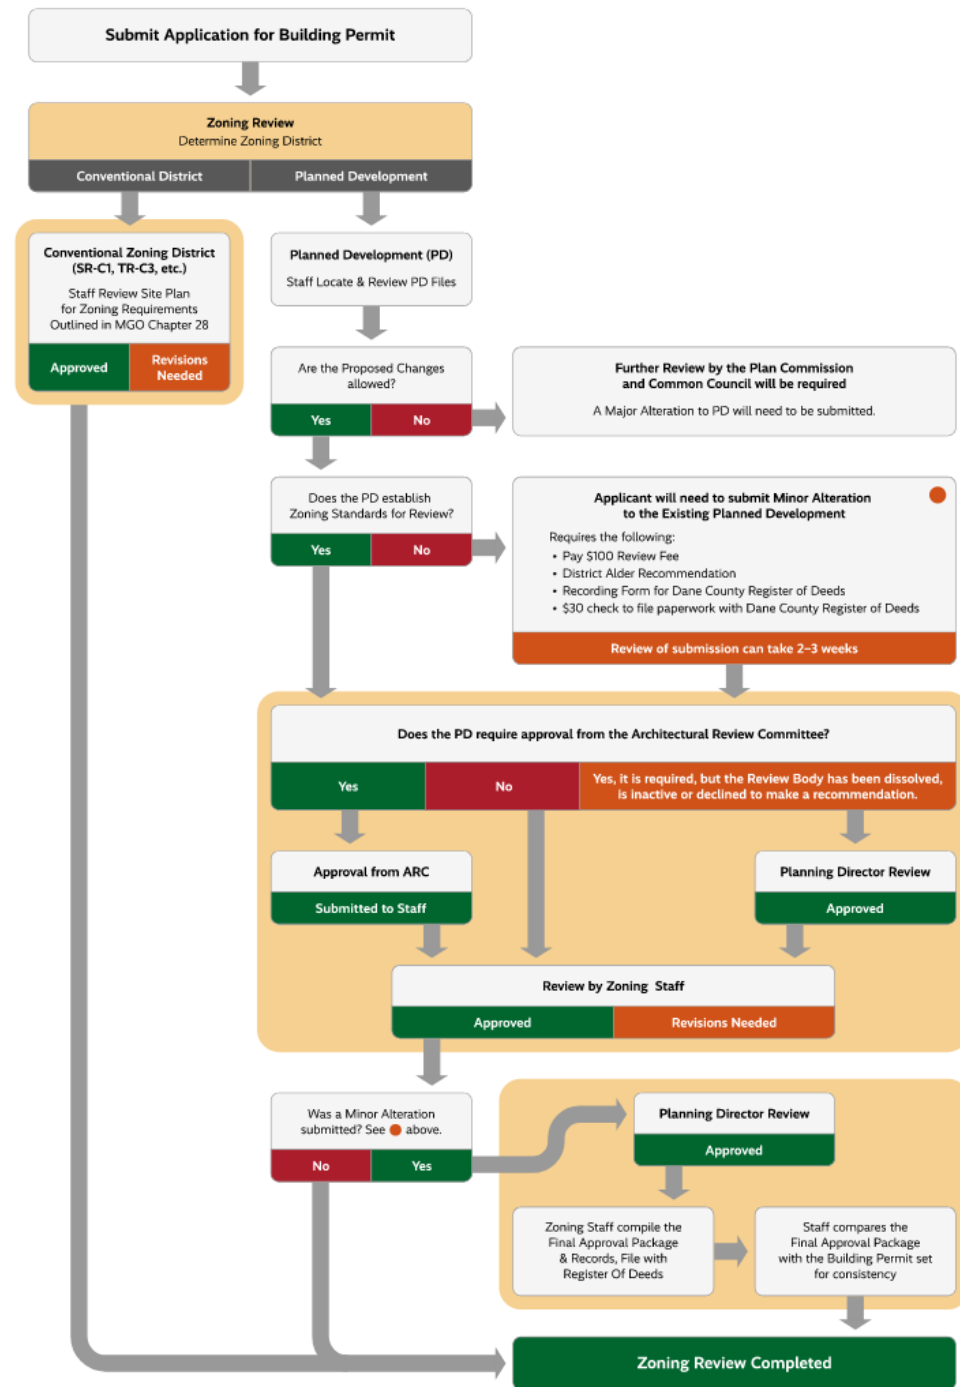 Submit Application for Building Permit
Zoning Review
Determine Zoning District
Conventional District
Planned Development
Conventional Zoning District
(SR-C1, TR-C3, etc.)
Staff Review Site Plan
for Zoning Requirements
Outlined in MGO Chapter 28
Approved
Revisions
Needed
Planned Development (PD)
Staff Locate & Review PD Files
Are the Proposed Changes
allowed?
Yes
No
Further Review by the Plan Commission
and Common Council will be required
A Major Alteration to PD will need to be submitted.
Does the PD establish
Zoning Standards for Review?
Yes
No
Applicant will need to submit Minor Alteration
to the Existing Planned Development
Requires the following:
• Pay $100 Review Fee
• District Alder Recommendation
• Recording Form for Dane County Register of Deeds
• $30 check to file paperwork with Dane County Register of Deeds
Review of submission can take 2–3 weeks
Does the PD require approval from the Architectural Review Committee?
Yes
No
Yes, it is required, but the Review Body has been dissolved,
is inactive or declined to make a recommendation.
Approval from ARC
Submitted to Staff
Planning Director Review
Approved
Review by Zoning Staff
Approved
Revisions Needed
Was a Minor Alteration
submitted? See above.
No
Yes
Planning Director Review
Approved
Zoning Staff compile the
Final Approval Package
& Records, File with
Register Of Deeds
Staff compares the
Final Approval Package
with the Building Permit set
for consistency
Zoning Review Completed